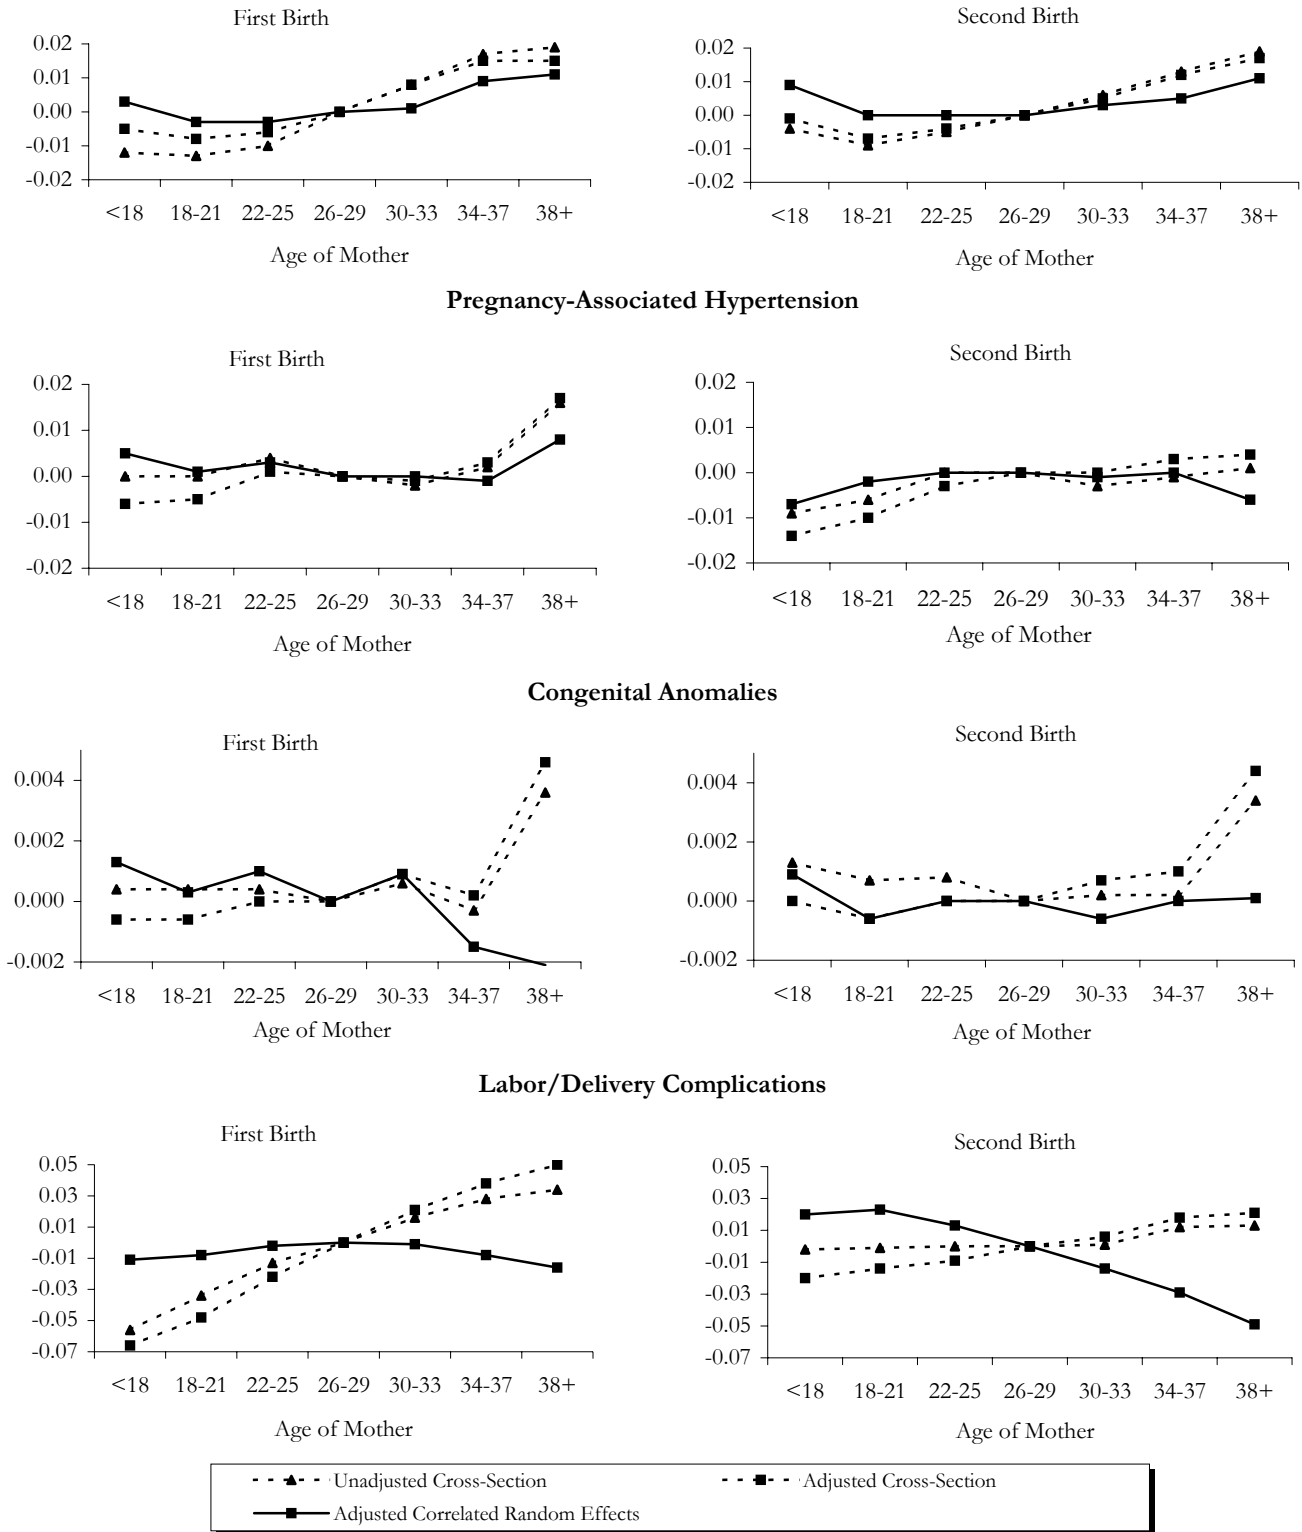 First Birth
Second Birth
0.02
0.01
0.00
-0.01
-0.02
0.02
0.01
0.00
-0.01
-0.02
<18 18-21 22-25 26-29 30-33 34-37 38+
<18 18-21 22-25 26-29 30-33 34-37 38+
Age of Mother
Age of Mother
Pregnancy-Associated Hypertension
First Birth
Second Birth
0.02
0.01
0.00
-0.01
-0.02
0.02
0.01
0.00
-0.01
-0.02
<18 18-21 22-25 26-29 30-33 34-37 38+
<18 18-21 22-25 26-29 30-33 34-37 38+
Age of Mother
Age of Mother
Congenital Anomalies
First Birth
Second Birth
0.004
0.002
0.000
-0.002
0.004
0.002
0.000
-0.002
<18 18-21 22-25 26-29 30-33 34-37 38+
<18 18-21 22-25 26-29 30-33 34-37 38+
Age of Mother
Age of Mother
Labor/Delivery Complications
First Birth
Second Birth
0.05
0.03
0.01
-0.01
-0.03
-0.05
-0.07
0.05
0.03
0.01
-0.01
-0.03
-0.05
-0.07
<18 18-21 22-25 26-29 30-33 34-37 38+
<18 18-21 22-25 26-29 30-33 34-37 38+
Age of Mother
Age of Mother
Unadjusted Cross-Section
Adjusted Cross-Section
Adjusted Correlated Random Effects